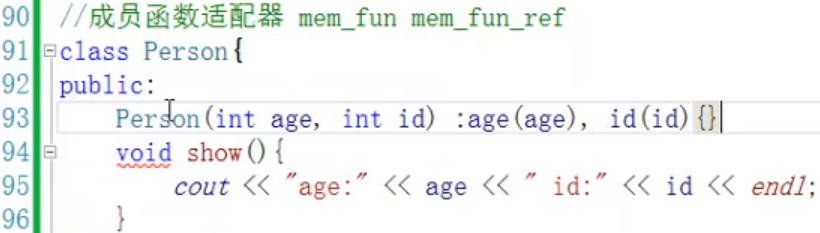 90 //成员函数适配器 mem_fun mem_fun_ref
91 class Person{
92 public:
93 Person(int age, int id) :age(age), id(id){}
94 void show(){
95 cout << "age:" << age << " id:" << id << endl;
96 }